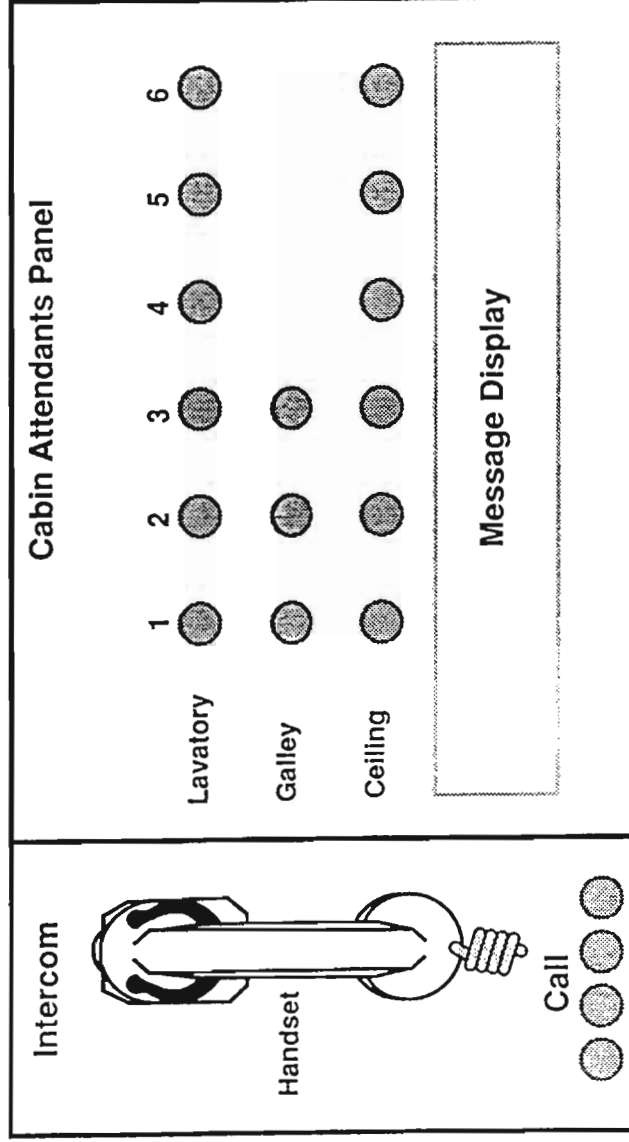 Intercom
Handset
Call
Cabin Attendants Panel
1 2 3 4 5 6
Lavatory
Galley
Ceiling
Message Display